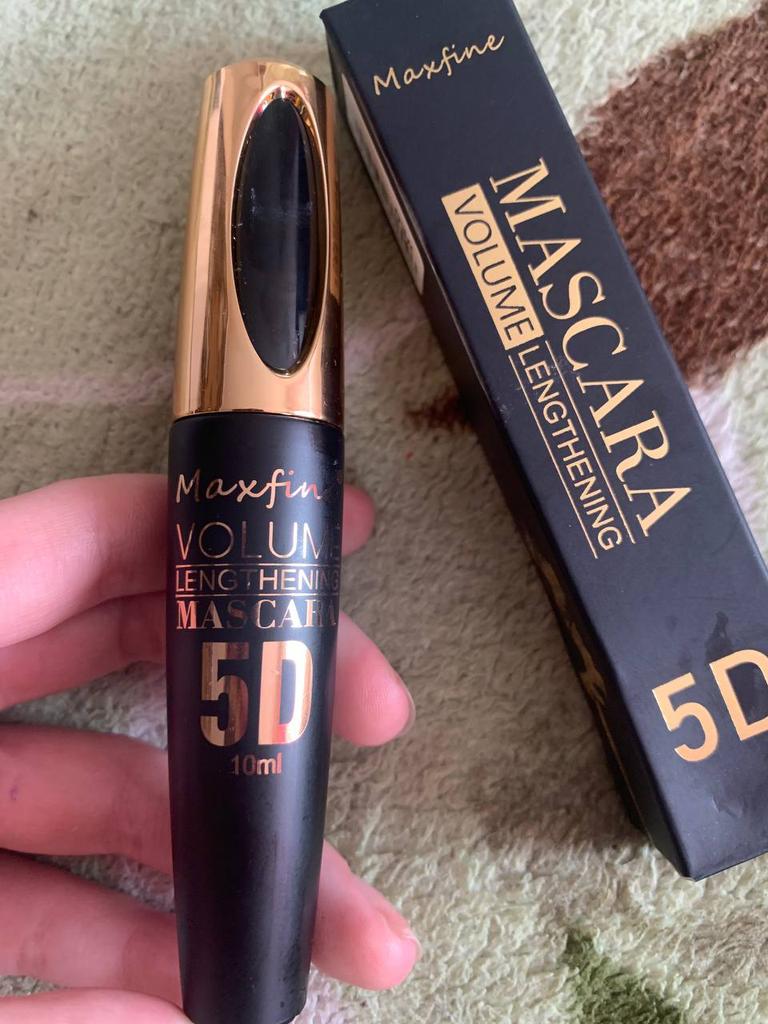 Maxfine
VOLUME
LENGTHENING
MASCARA
5D
10ml
Maxfine
MASCARA
VOLUME LENGTHENING
5D